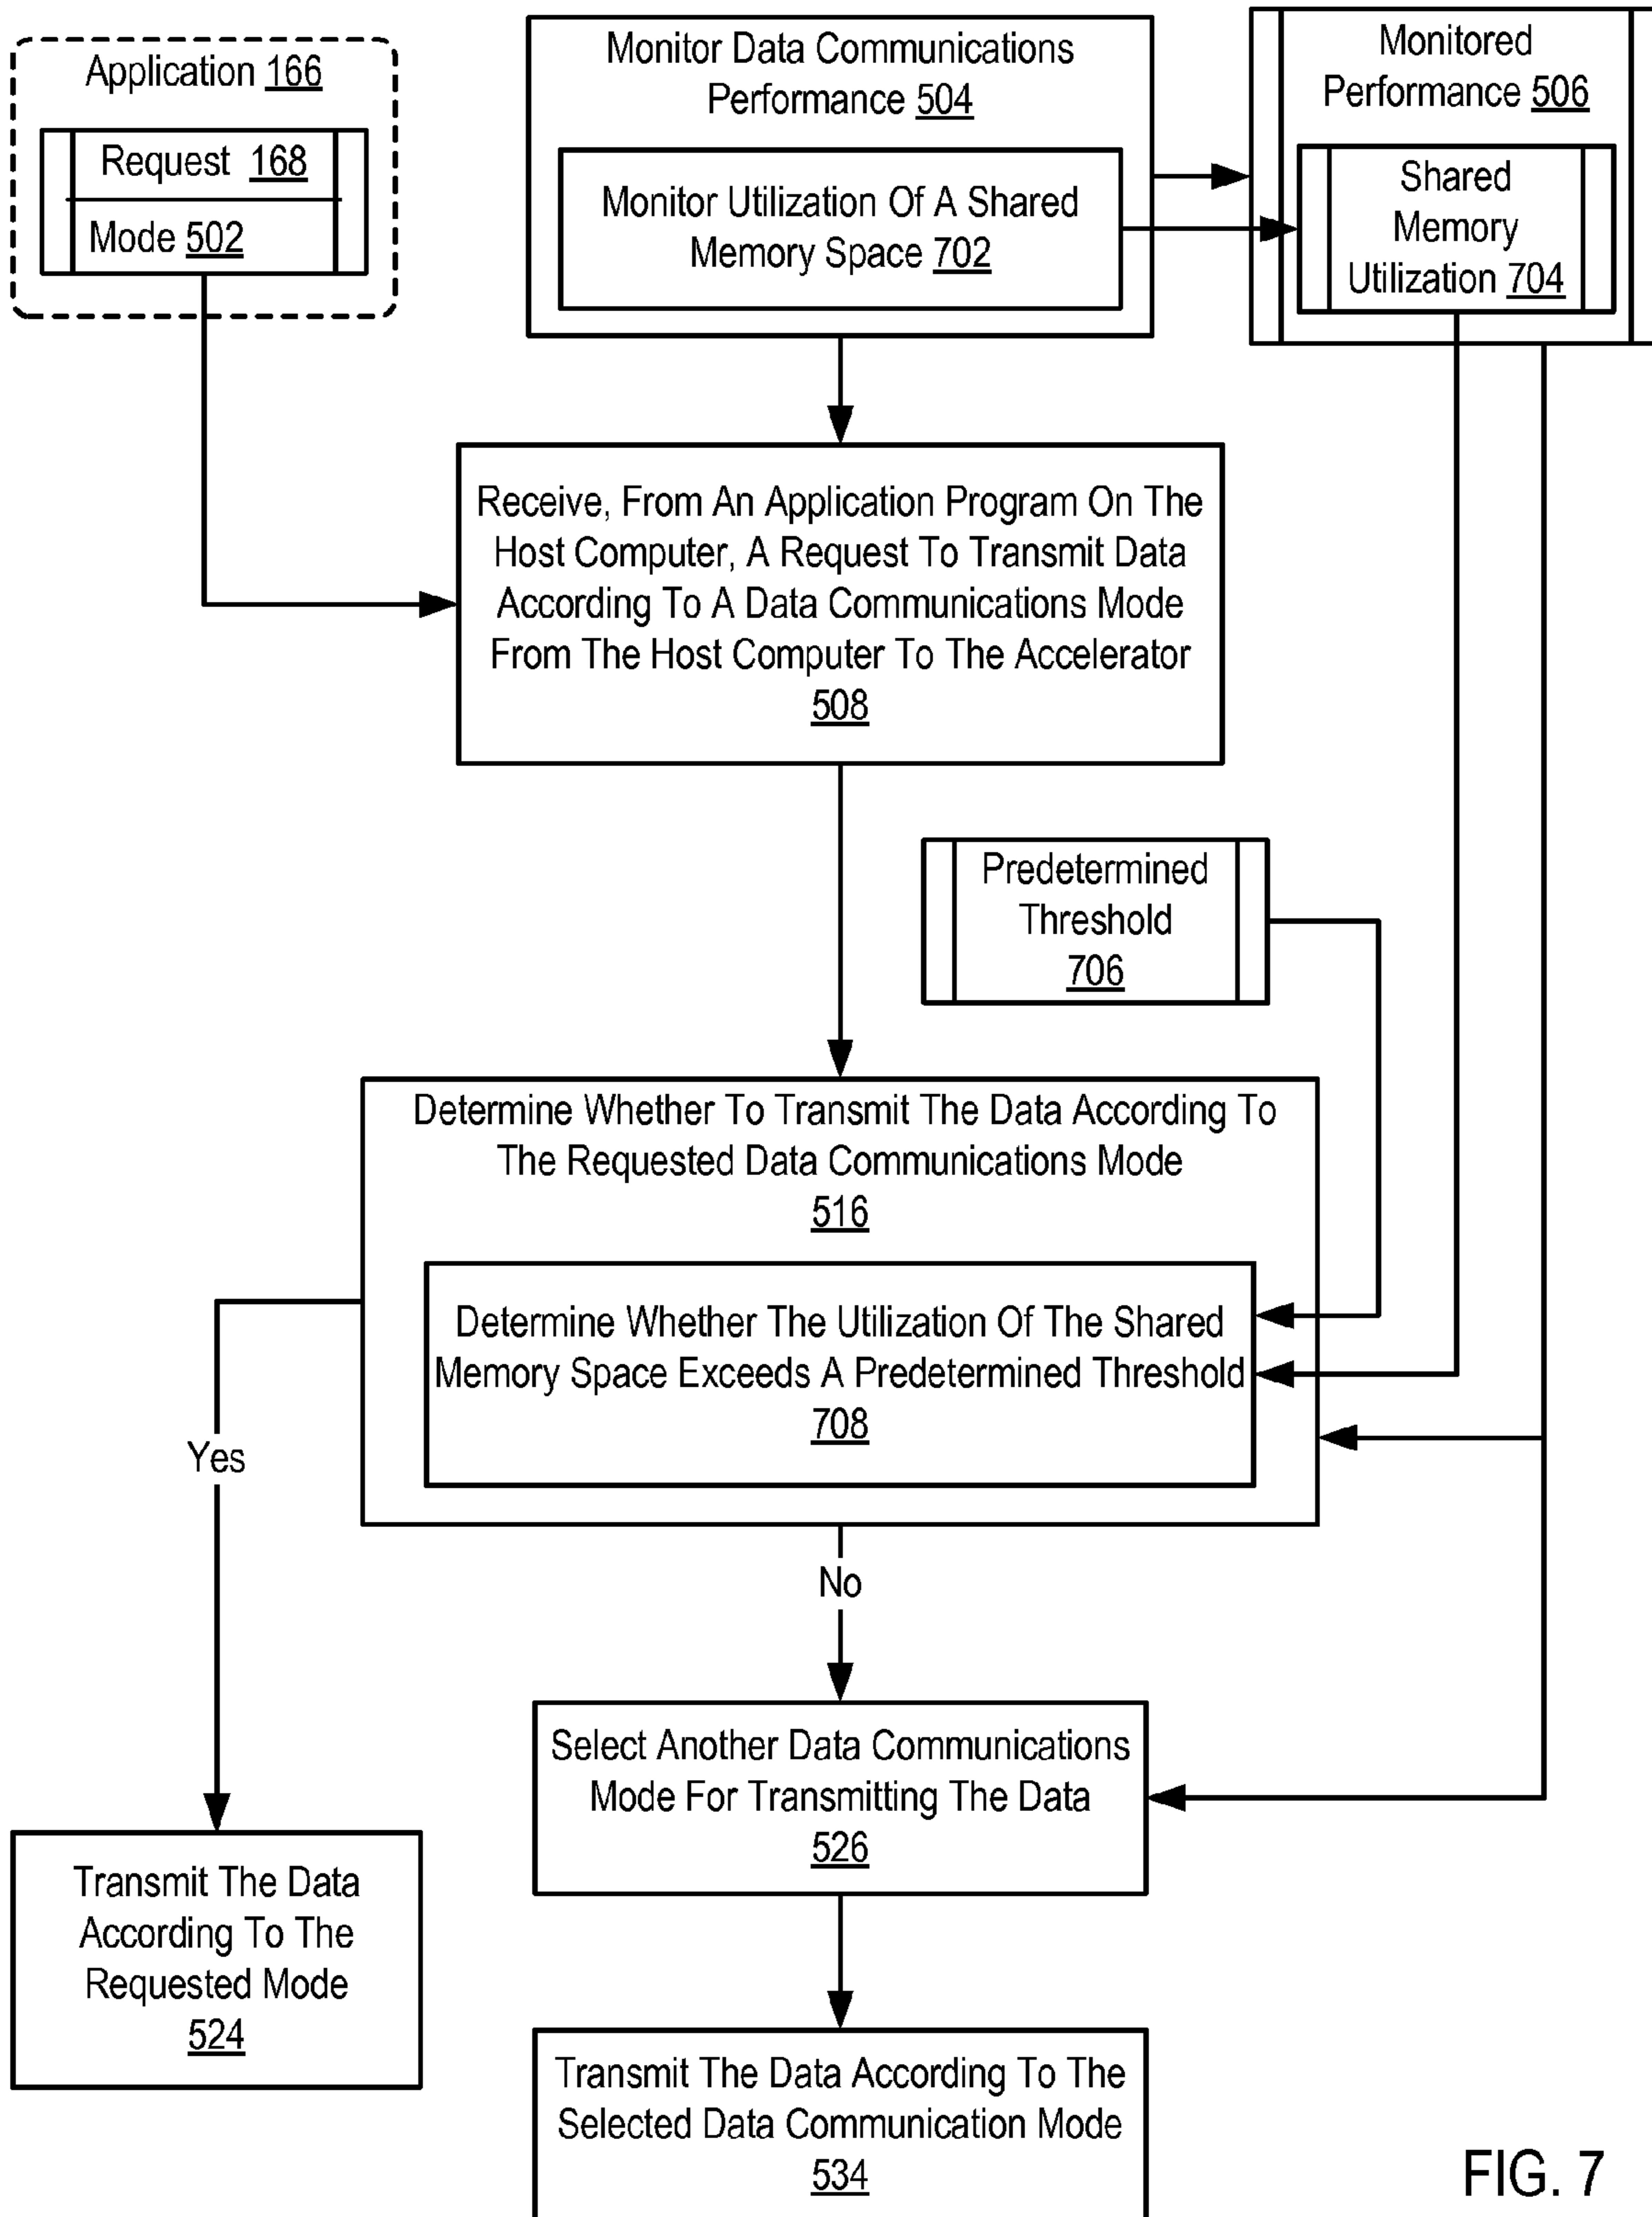 Application 166
Request 168
Mode 502
Monitor Data Communications
Performance 504
Monitor Utilization Of A Shared
Memory Space 702
Monitored
Performance 506
Shared
Memory
Utilization 704
Receive, From An Application Program On The
Host Computer, A Request To Transmit Data
According To A Data Communications Mode
From The Host Computer To The Accelerator
508
Predetermined
Threshold
706
Determine Whether To Transmit The Data According To
The Requested Data Communications Mode
516
Determine Whether The Utilization Of The Shared
Memory Space Exceeds A Predetermined Threshold
708
Yes
No
Select Another Data Communications
Mode For Transmitting The Data
526
Transmit The Data
According To The
Requested Mode
524
Transmit The Data According To The
Selected Data Communication Mode
534
FIG. 7